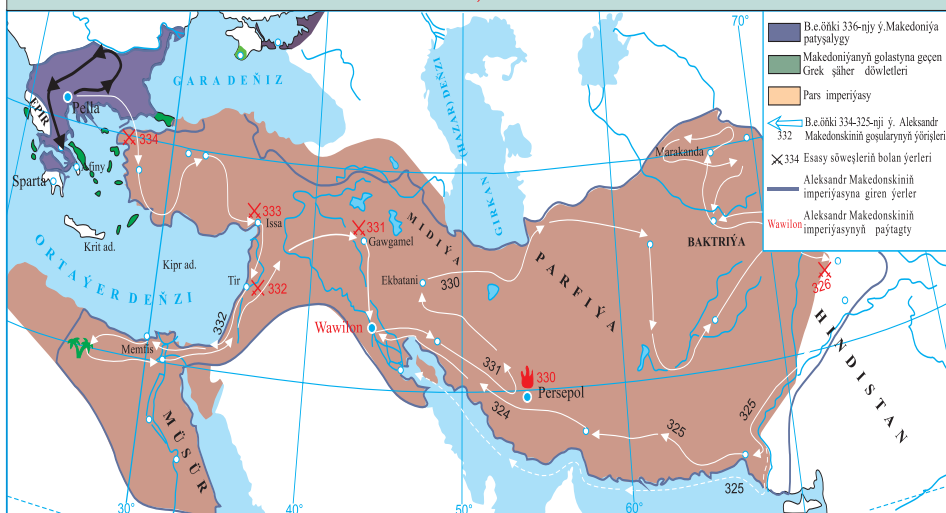 70°
B.e.öňki 336-njy ý.Makedoniýa
patyşalygy
Makedoniýanyň golastyna geçen
Grek şäher döwletleri
Pars imperiýasy
B.e.öňki 334-325-nji ý. Aleksandr
332 Makedonskiniň goşularynyň ýörişleri
334 Esasy söweşleriň bolan ýerleri
Aleksandr Makedonskiniň
imperiýasyna giren ýerler
Wawilon
Aleksandr Makedonskiniň
imperiýasynyň paýtagty
GARADEŇIZ
(HAZAR)DEŇZI
GIRKAN
EPIR
Pella
334
Afiny
Sparta
Marakanda
333
Issa
331
Gawgamel
MIDIÝA
BAKTRIÝA
Krit ad.
ORTAÝERDEŇZI
Kipr ad.
Tir
332
Ekbatani
330
PARFIÝA
326
HINDISTAN
332
Wawilon
Memfis
331
330
Persepol
324
325
325
MÜSÜR
325
30°
40°
50°
60°